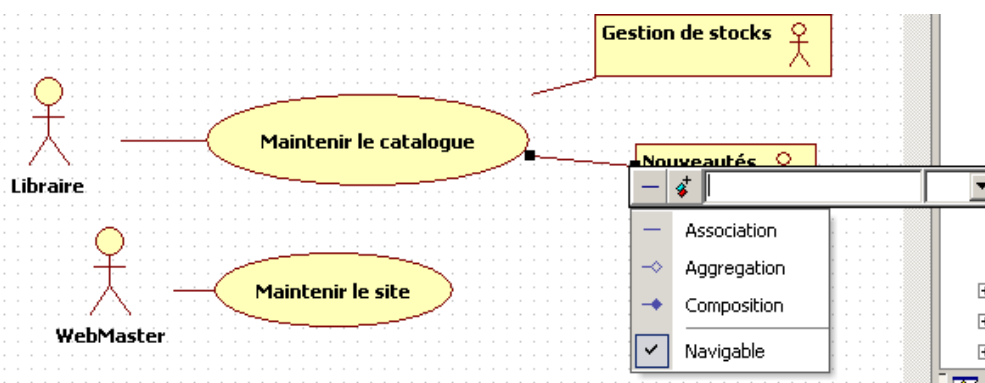 Gestion de stocks
Maintenir le catalogue
Nouveautés
Libraire
Association
Aggregation
Maintenir le site
Composition
WebMaster
Navigable